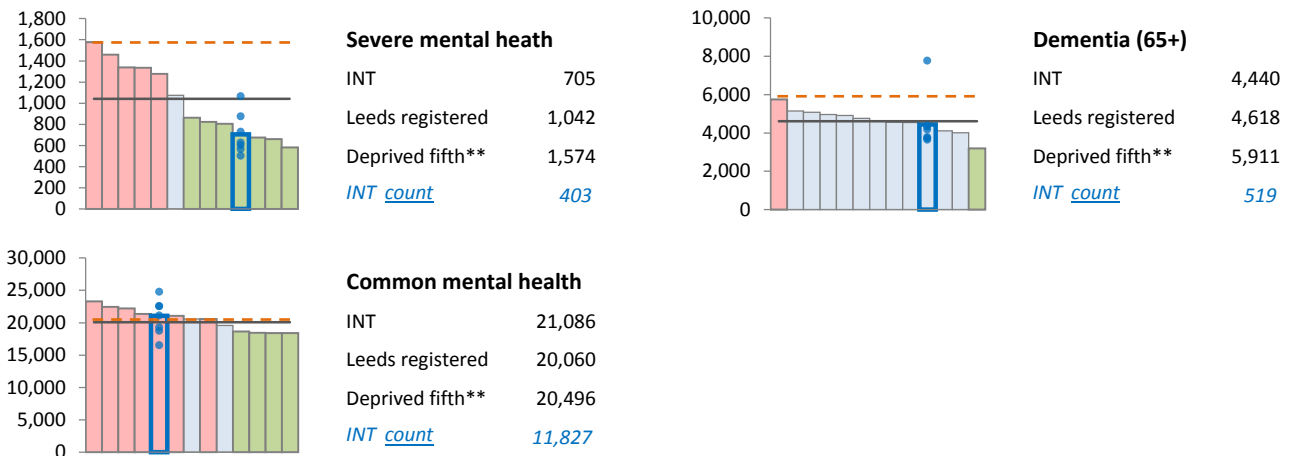 1,800
1,600
1,400
1,200
1,000
800
600
400
200
0
Severe mental heath
INT 705
Leeds registered 1,042
Deprived fifth** 1,574
INT count 403
10,000
8,000
6,000
4,000
2,000
0
Dementia (65+)
INT 4,440
Leeds registered 4,618
Deprived fifth** 5,911
INT count 519
30,000
25,000
20,000
15,000
10,000
5,000
0
Common mental health
INT 21,086
Leeds registered 20,060
Deprived fifth** 20,496
INT count 11,827